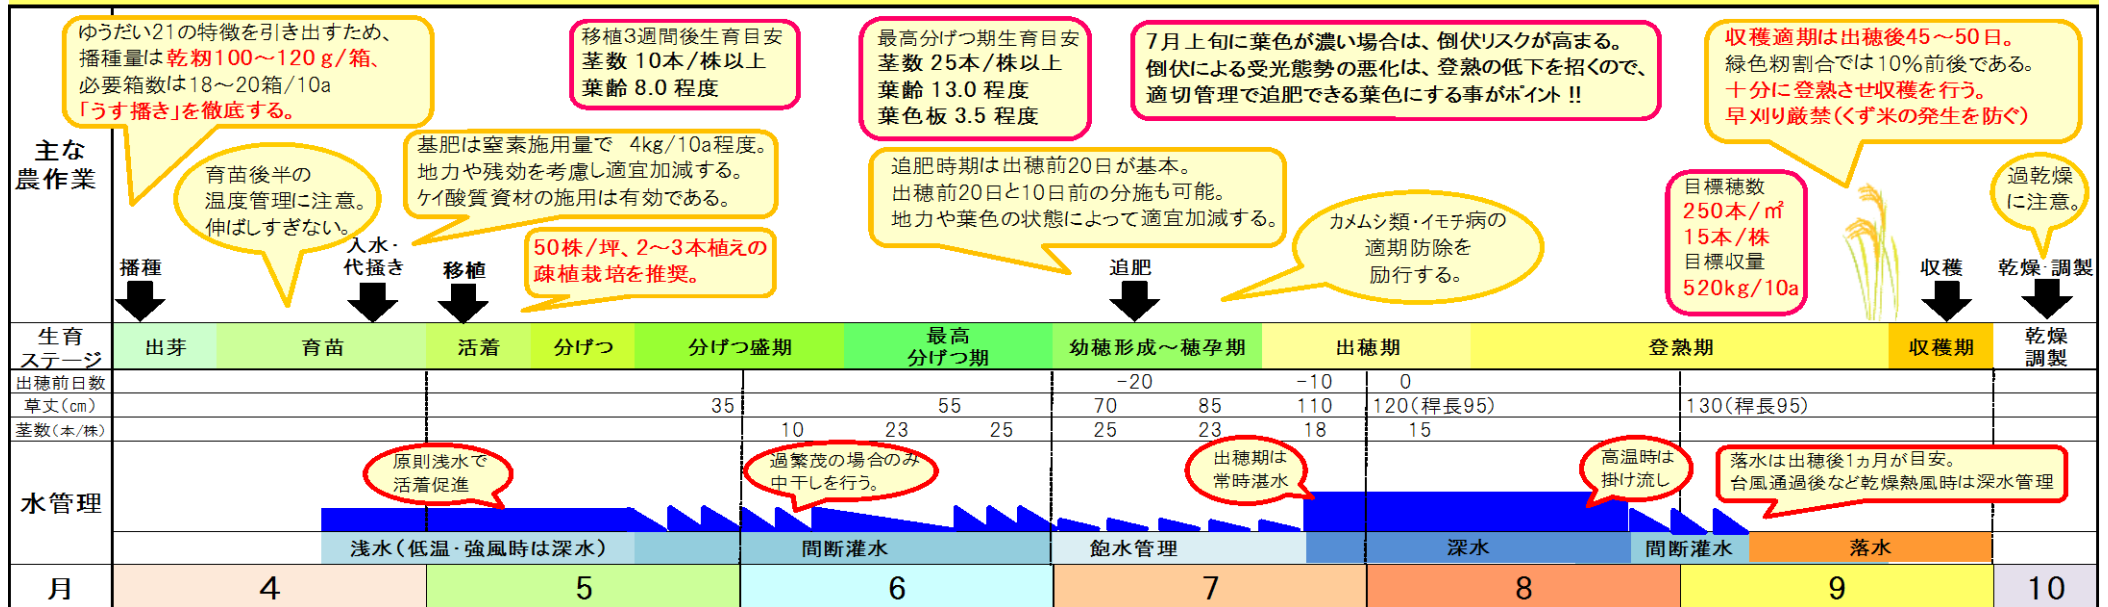 ゆうだい21の特徴を引き出すため、
播種量は乾籾100～120ｇ/箱、
必要箱数は18～20箱/10a
「うす播き」を徹底する。
移植3週間後生育目安
茎数 10本/株以上
葉齢 8.0 程度
最高分げつ期生育目安
茎数 25本/株以上
葉齢 13.0 程度
葉色板 3.5 程度
7月上旬に葉色が濃い場合は、倒伏リスクが高まる。
倒伏による受光態勢の悪化は、登熟の低下を招くので、
適切管理で追肥できる葉色にする事がポイント !!
収穫適期は出穂後45～50日。
緑色籾割合では10%前後である。
十分に登熟させ収穫を行う。
早刈り厳禁(くず米の発生を防ぐ)
主な
農作業
育苗後半の
温度管理に注意。
伸ばしすぎない。
基肥は窒素施用量で 4kg/10a程度。
地力や残効を考慮し適宜加減する。
ケイ酸質資材の施用は有効である。
追肥時期は出穂前20日が基本。
出穂前20日と10日前の分施も可能。
地力や葉色の状態によって適宜加減する。
カメムシ類・イモチ病の
適期防除を
励行する。
目標穂数
250本/㎡
15本/株
目標収量
520kg/10a
過乾燥
に注意。
50株/坪、2～3本植えの
疎植栽培を推奨。
播種
入水・
代掻き
移植
追肥
収穫
乾燥・調製
生育
ステージ
出芽
育苗
活着
分げつ
分げつ盛期
最高
分げつ期
幼穂形成～穂孕期
出穂期
登熟期
収穫期
乾燥
調製
出穂前日数 -20 -10 0
草丈(cm) 35 55 70 85 110 120(稈長95) 130(稈長95)
茎数(本/株) 10 23 25 25 23 18 15
水管理
原則浅水で
活着促進
過繁茂の場合のみ
中干しを行う。
出穂期は
常時湛水
高温時は
掛け流し
落水は出穂後1ヵ月が目安。
台風通過後など乾燥熱風時は深水管理
浅水(低温・強風時は深水)
間断灌水
飽水管理
深水
間断灌水
落水
月 4 5 6 7 8 9 10